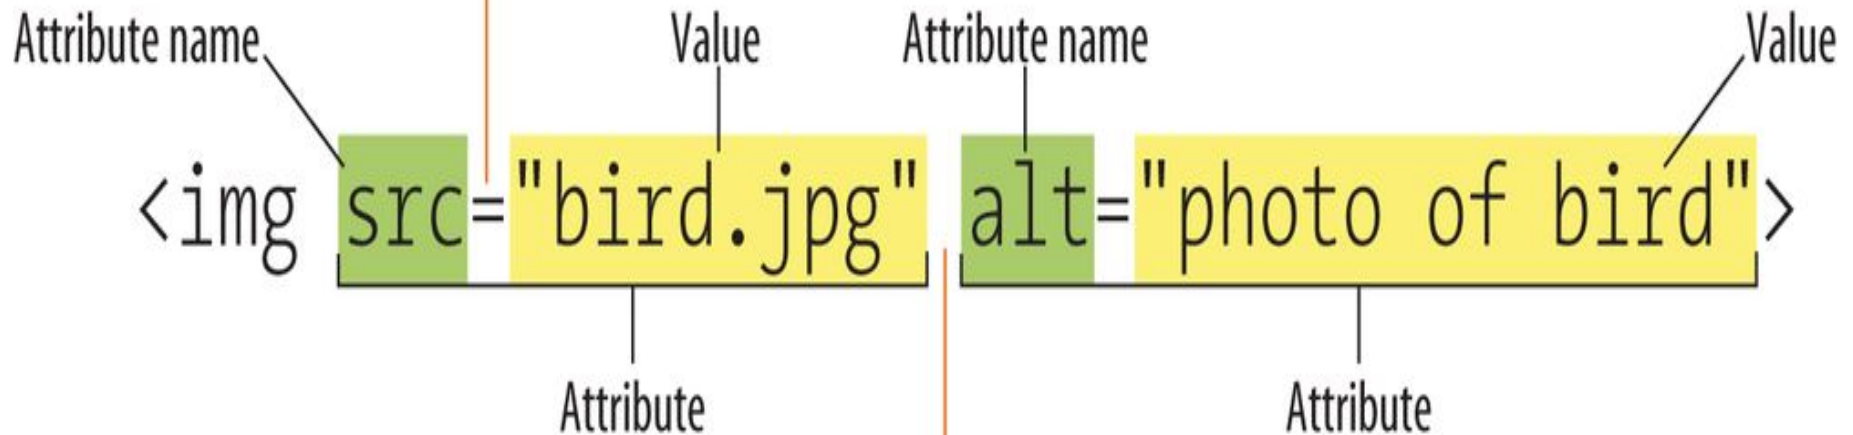 Attribute name Value Attribute name Value
<img src="bird.jpg" alt="photo of bird">
Attribute Attribute